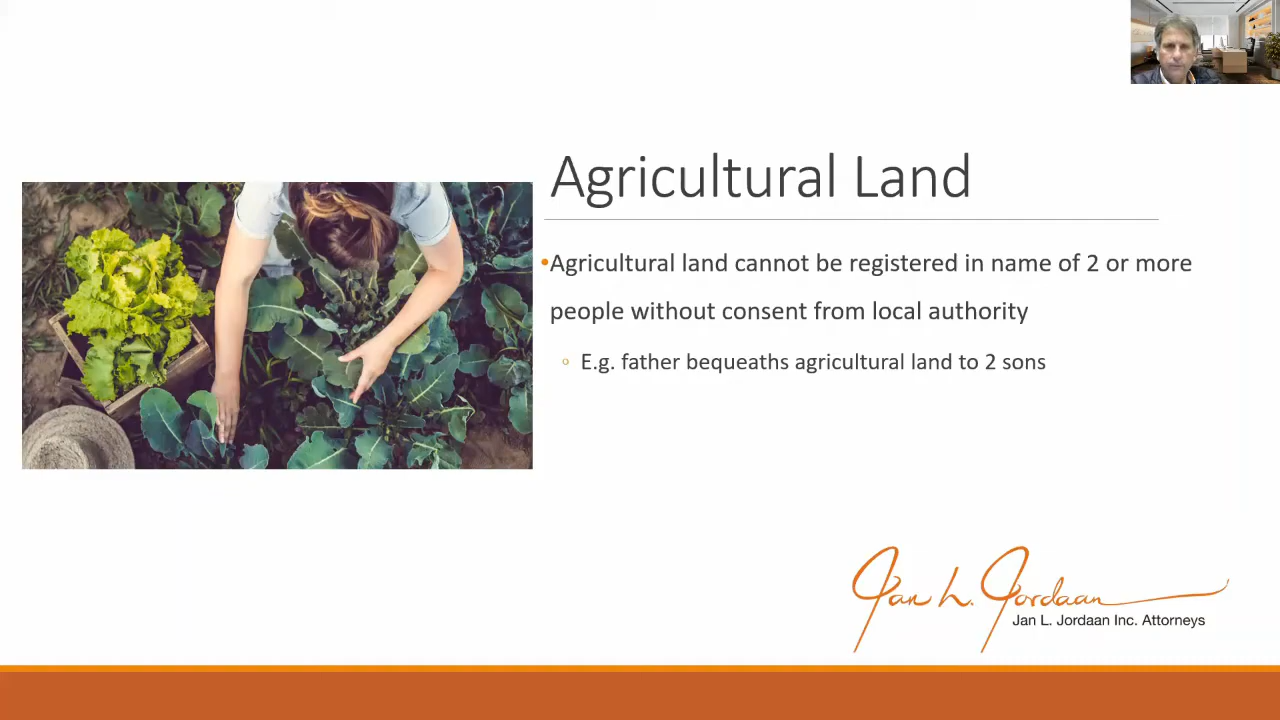 Agricultural Land
•Agricultural land cannot be registered in name of 2 or more
people without consent from local authority
◦ E.g. father bequeaths agricultural land to 2 sons
Jan L. Jordaan
Jan L. Jordaan Inc. Attorneys